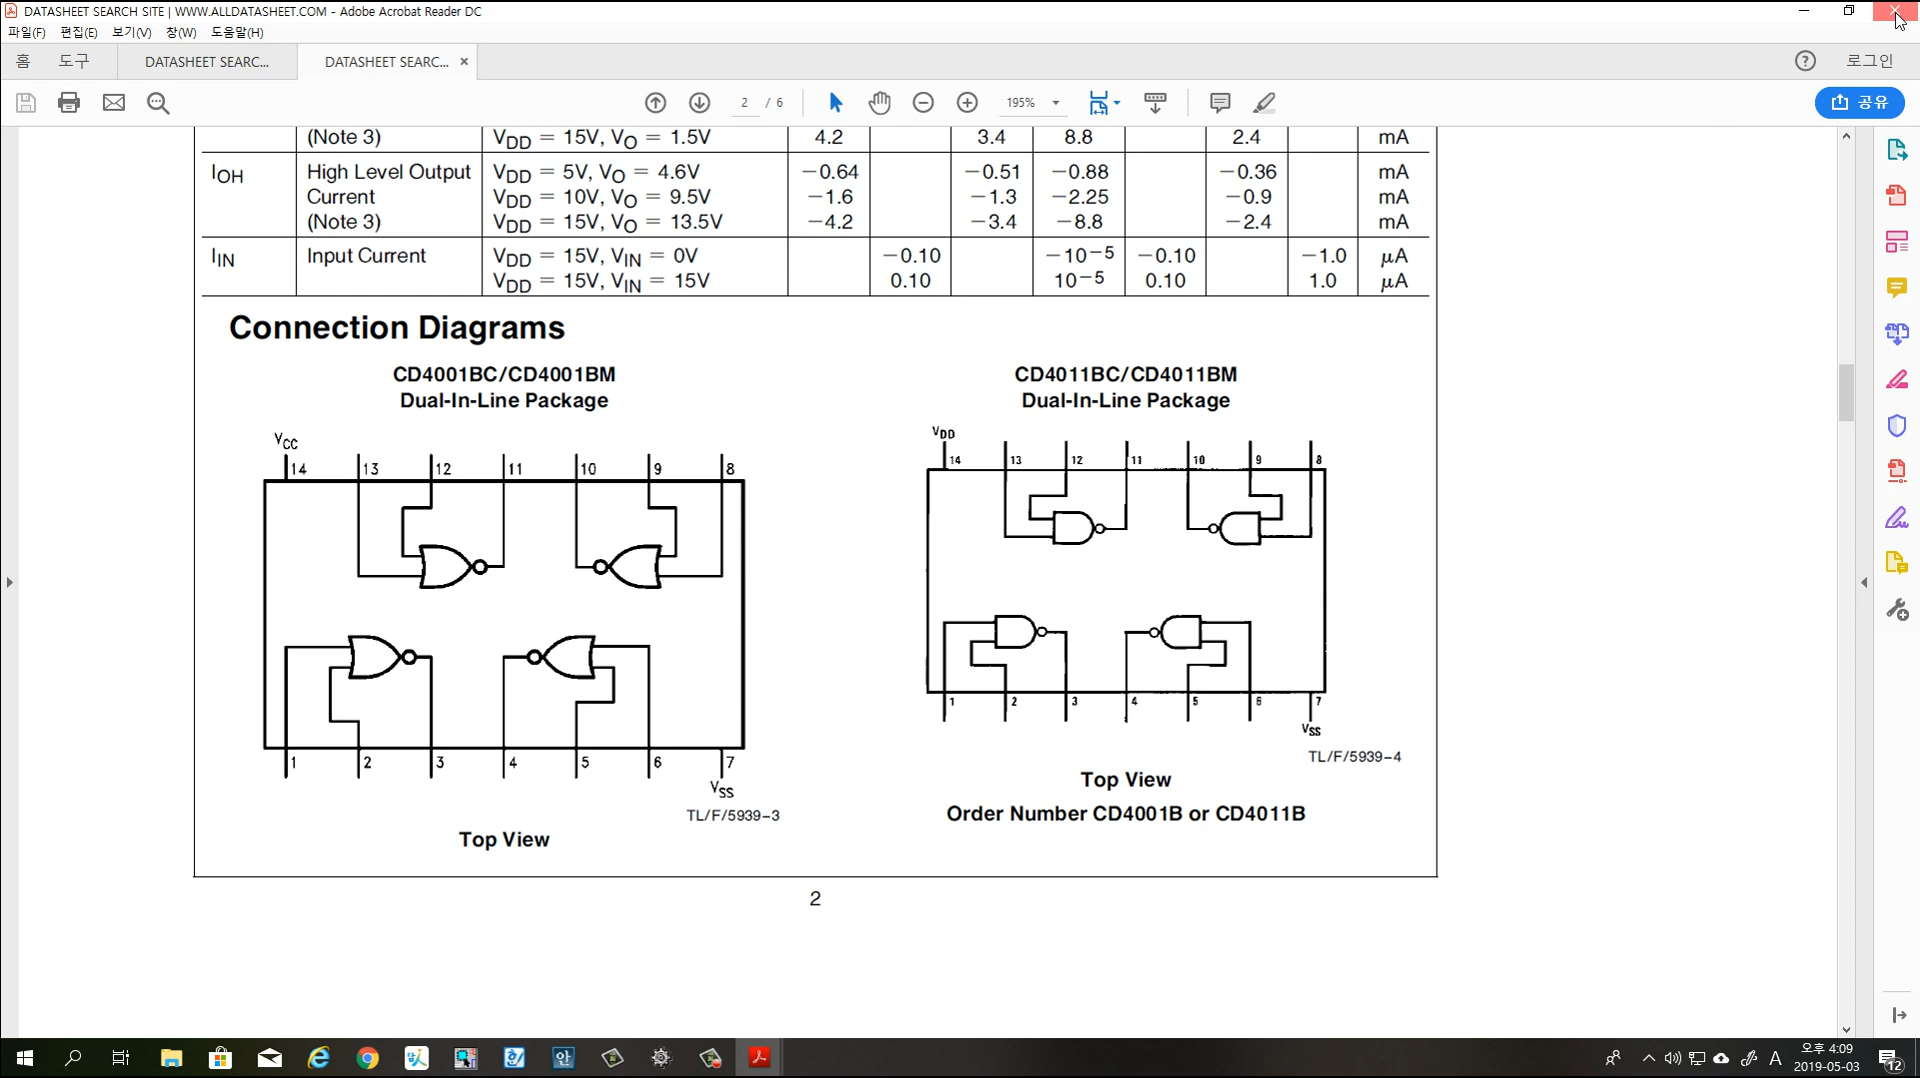 DATASHEET SEARCH SITE | WWW.ALLDATASHEET.COM - Adobe Acrobat Reader DC
파일(F) 편집(E) 보기(V) 창(W) 도움말(H)
홈 도구 DATASHEET SEARC... DATASHEET SEARC... × ? 로그인
2 / 6 195% 공유
(Note 3) VDD = 15V, VO = 1.5V 4.2 3.4 8.8 2.4 mA
IOH High Level Output VDD = 5V, VO = 4.6V −0.64 −0.51 −0.88 −0.36 mA
Current VDD = 10V, VO = 9.5V −1.6 −1.3 −2.25 −0.9 mA
(Note 3) VDD = 15V, VO = 13.5V −4.2 −3.4 −8.8 −2.4 mA
IIN Input Current VDD = 15V, VIN = 0V −0.10 −10−5 −0.10 −1.0 μA
VDD = 15V, VIN = 15V 0.10 10−5 0.10 1.0 μA
Connection Diagrams
CD4001BC/CD4001BM
Dual-In-Line Package
VCC
14 13 12 11 10 9 8
1 2 3 4 5 6 7
VSS
TL/F/5939–3
Top View
CD4011BC/CD4011BM
Dual-In-Line Package
VDD
14 13 12 11 10 9 8
1 2 3 4 5 6 7
VSS
TL/F/5939–4
Top View
Order Number CD4001B or CD4011B
2
A 오후 4:09
2019-05-03
12